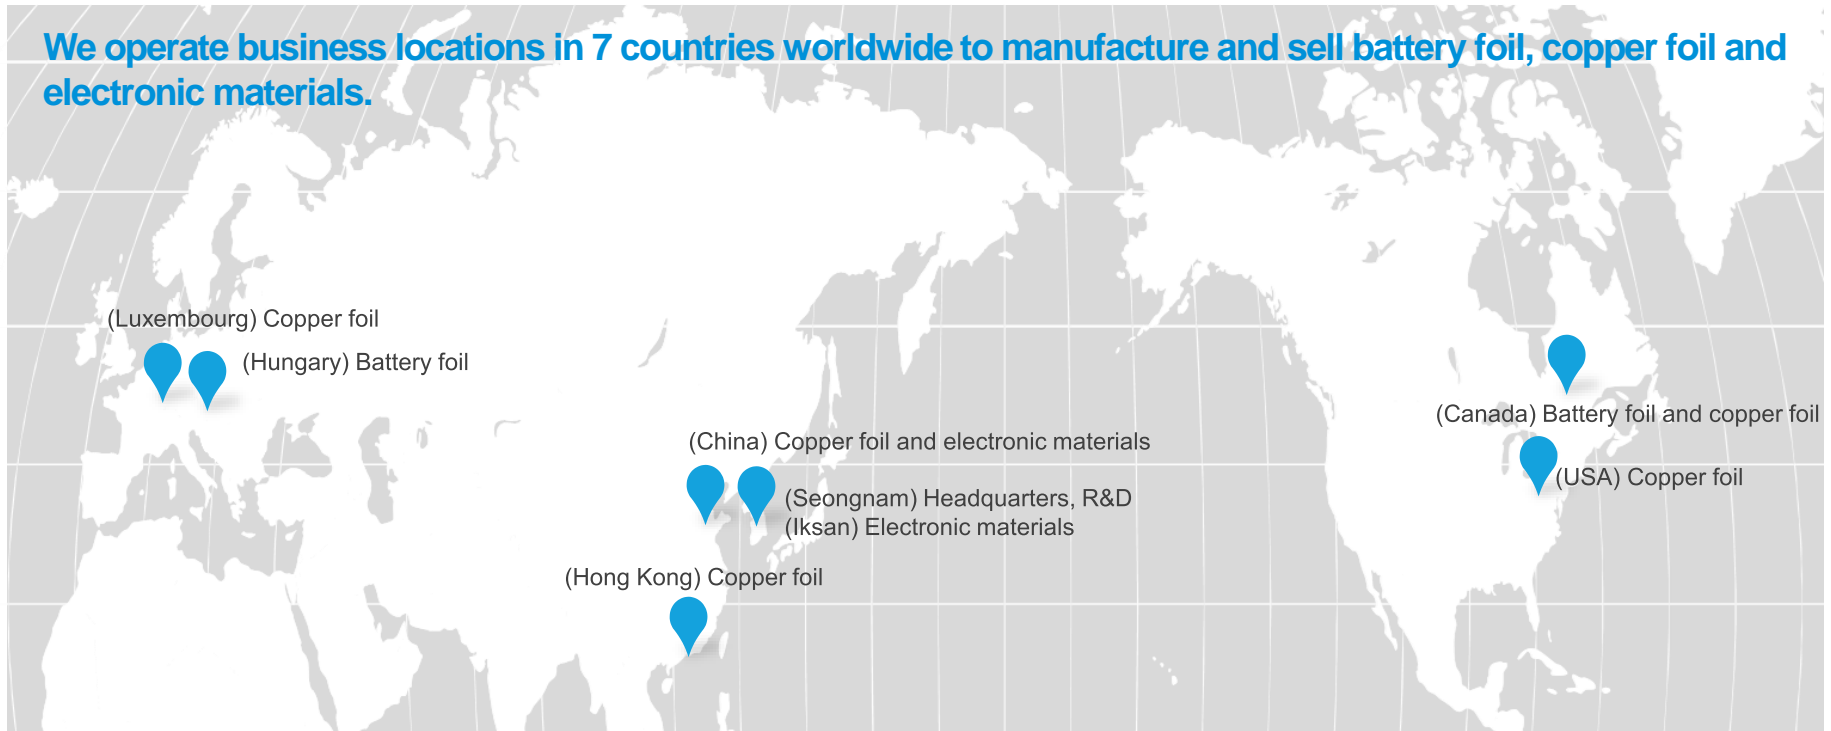 We operate business locations in 7 countries worldwide to manufacture and sell battery foil, copper foil and
electronic materials.
(Luxembourg) Copper foil
(Hungary) Battery foil
(Canada) Battery foil and copper foil
(China) Copper foil and electronic materials
(USA) Copper foil
(Seongnam) Headquarters, R&D
(Iksan) Electronic materials
(Hong Kong) Copper foil